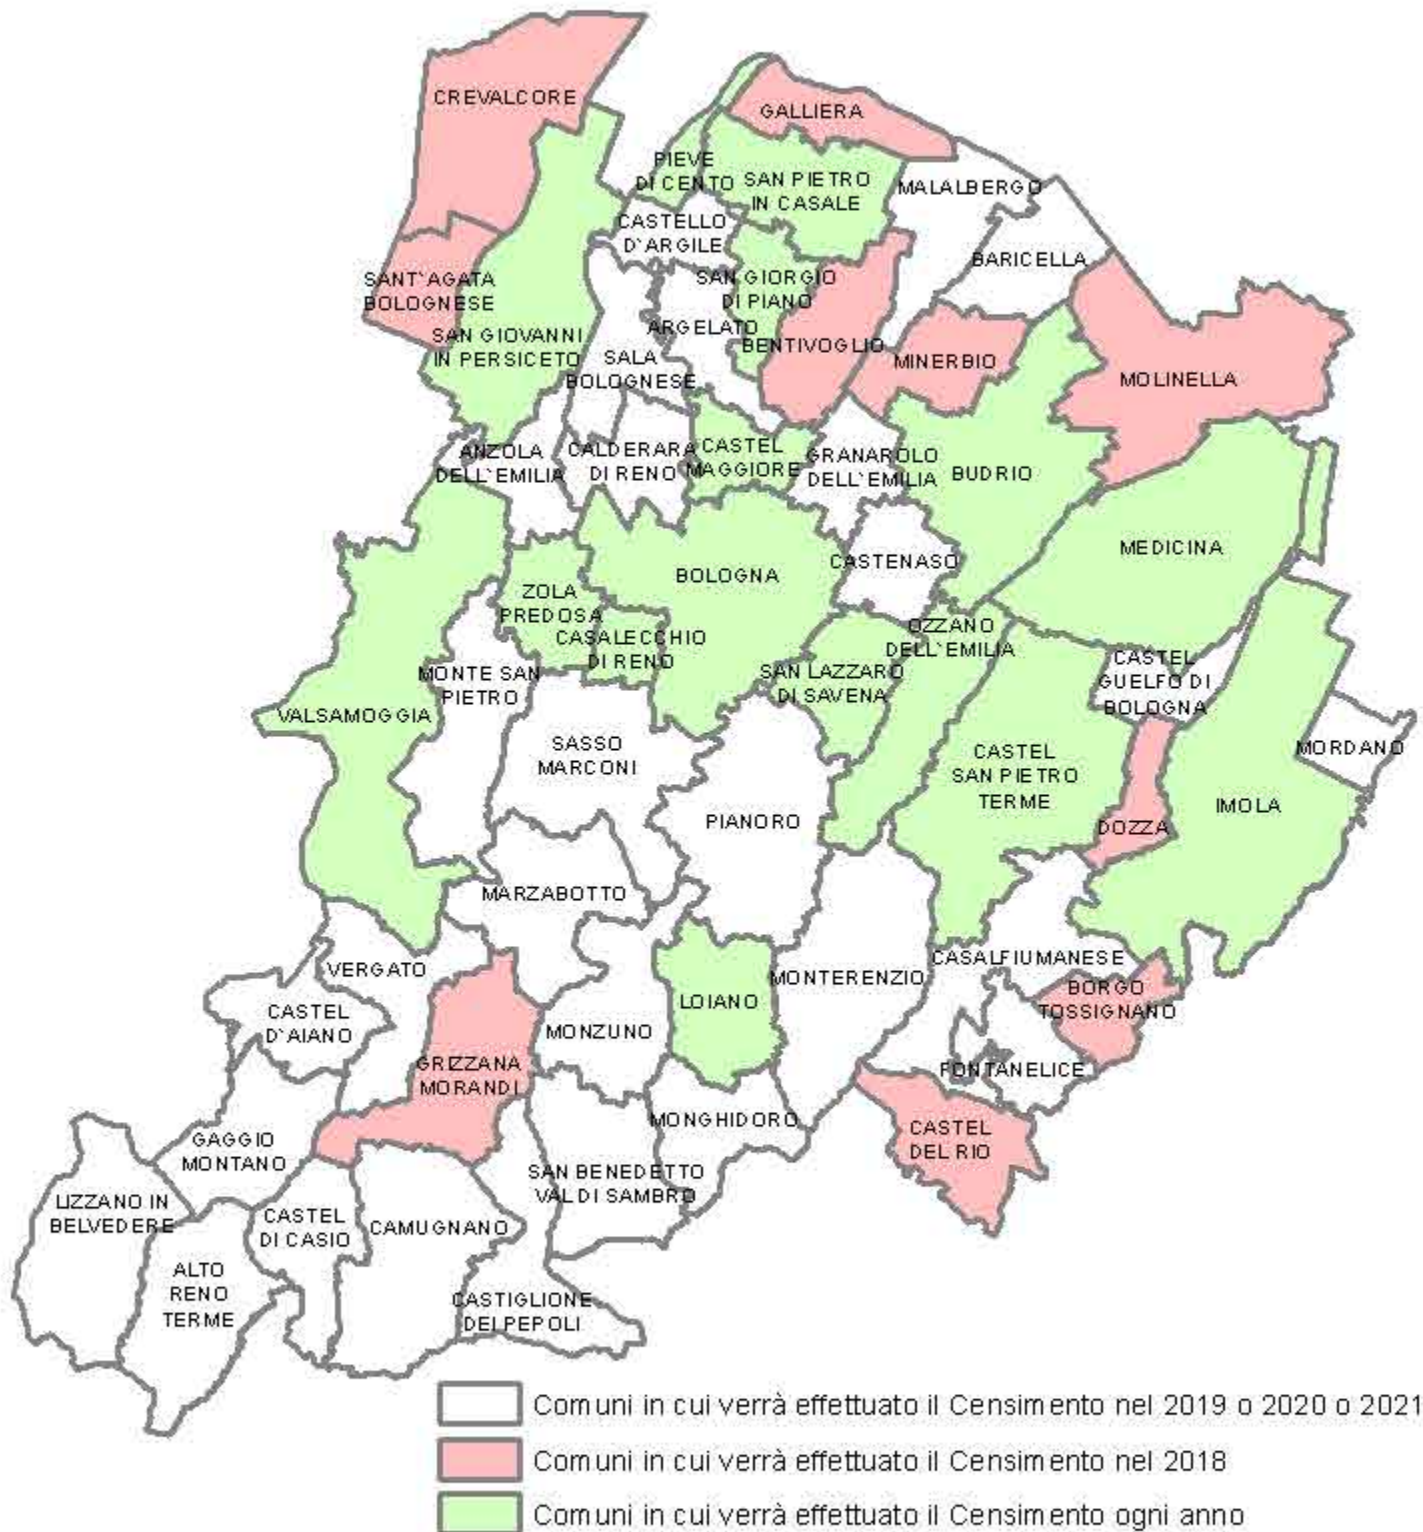 CREVALCORE
GALLIERA
PIEVE
DI CENTO
SAN PIETRO
IN CASALE
MALALBERGO
CASTELLO
D`ARGILE
BARICELLA
SANT`AGATA
BOLOGNESE
SAN GIORGIO
DI PIANO
ARGELATO
BENTIVOGLIO
SAN GIOVANNI
IN PERSICETO
SALA
BOLOGNESE
MINERBIO
MOLINELLA
ANZOLA
DELL`EMILIA
CALDERARA
DI RENO
CASTEL
MAGGIORE
GRANAROLO
DELL`EMILIA
BUDRIO
MEDICINA
CASTENASO
BOLOGNA
ZOLA
PREDOSA
CASALECCHIO
DI RENO
OZZANO
DELL`EMILIA
SAN LAZZARO
DI SAVENA
CASTEL
GUELFO DI
BOLOGNA
MONTE SAN
PIETRO
VALSAMOGGIA
SASSO
MARCONI
CASTEL
SAN PIETRO
TERME
MORDANO
IMOLA
PIANORO
DOZZA
MARZABOTTO
VERGATO
CASALFIUMANESE
MONTERENZIO
BORGO
TOSSIGNANO
LOIANO
CASTEL
D`AIANO
MONZUNO
GRIZZANA
MORANDI
FONTANELICE
MONGHIDORO
CASTEL
DEL RIO
GAGGIO
MONTANO
SAN BENEDETTO
VAL DI SAMBRO
LIZZANO IN
BELVEDERE
CASTEL
DI CASIO
CAMUGNANO
ALTO
RENO
TERME
CASTIGLIONE
DEI PEPOLI
Comuni in cui verrà effettuato il Censimento nel 2019 o 2020 o 2021
Comuni in cui verrà effettuato il Censimento nel 2018
Comuni in cui verrà effettuato il Censimento ogni anno